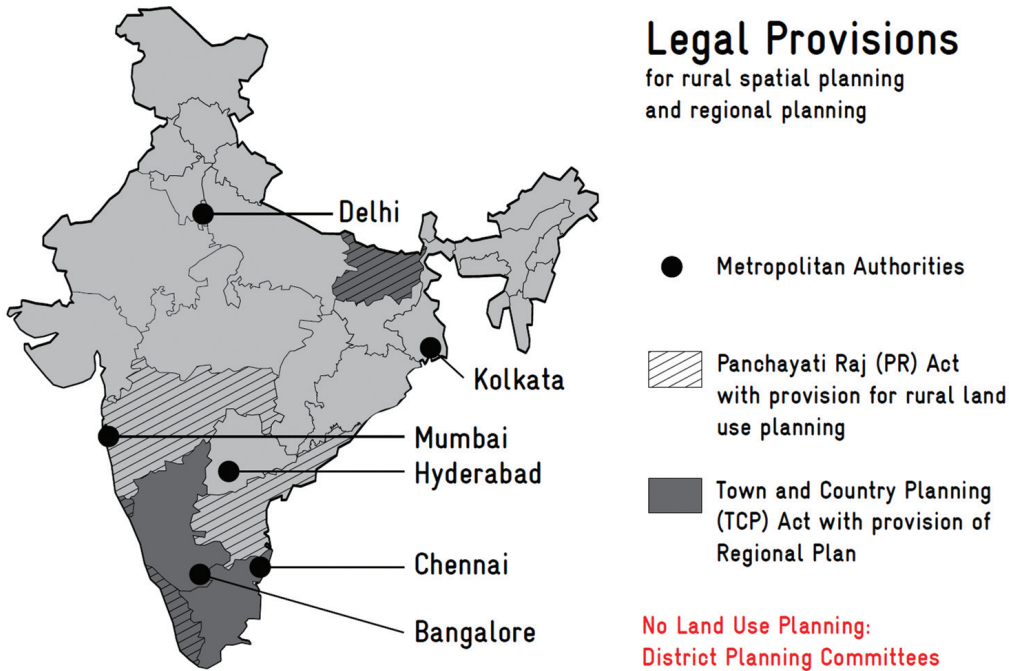 Legal Provisions
for rural spatial planning
and regional planning
Delhi
Metropolitan Authorities
Kolkata
Panchayati Raj (PR) Act
with provision for rural land
use planning
Mumbai
Hyderabad
Town and Country Planning
(TCP) Act with provision of
Regional Plan
Chennai
Bangalore
No Land Use Planning:
District Planning Committees